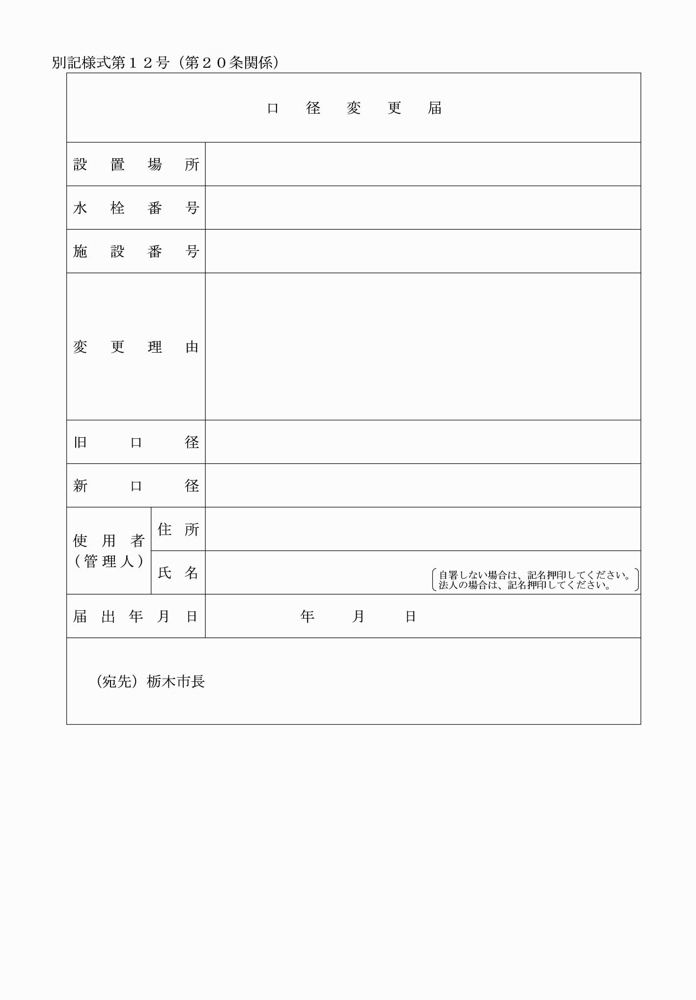 別記様式第１２号（第２０条関係）
口径変更届
設置場所
水栓番号
施設番号
変更理由
旧口径
新口径
使用者
（管理人）
住所
氏名
自署しない場合は、記名押印してください。
法人の場合は、記名押印してください。
届出年月日
年　月　日
（宛先）栃木市長